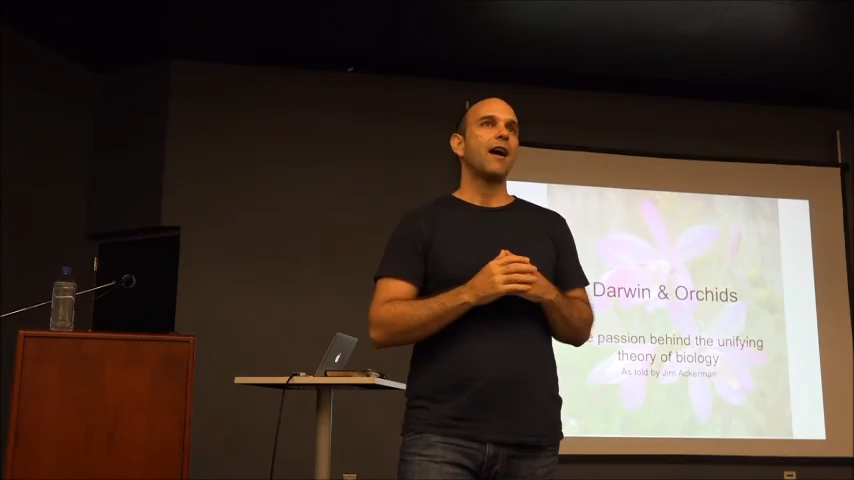 Darwin & Orchids
passion behind the unifying
theory of biology
As told by Jim Ackerman